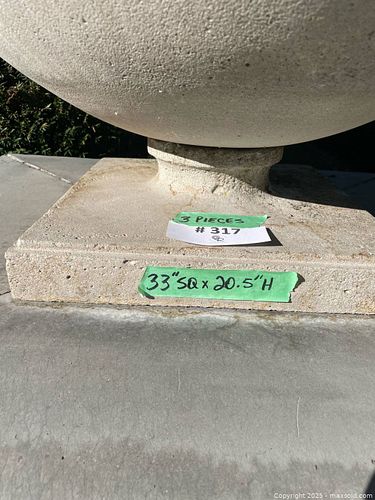 3 PIECES
# 317
33" SQ x 20.5" H
Copyright 2025 - maxsold.com